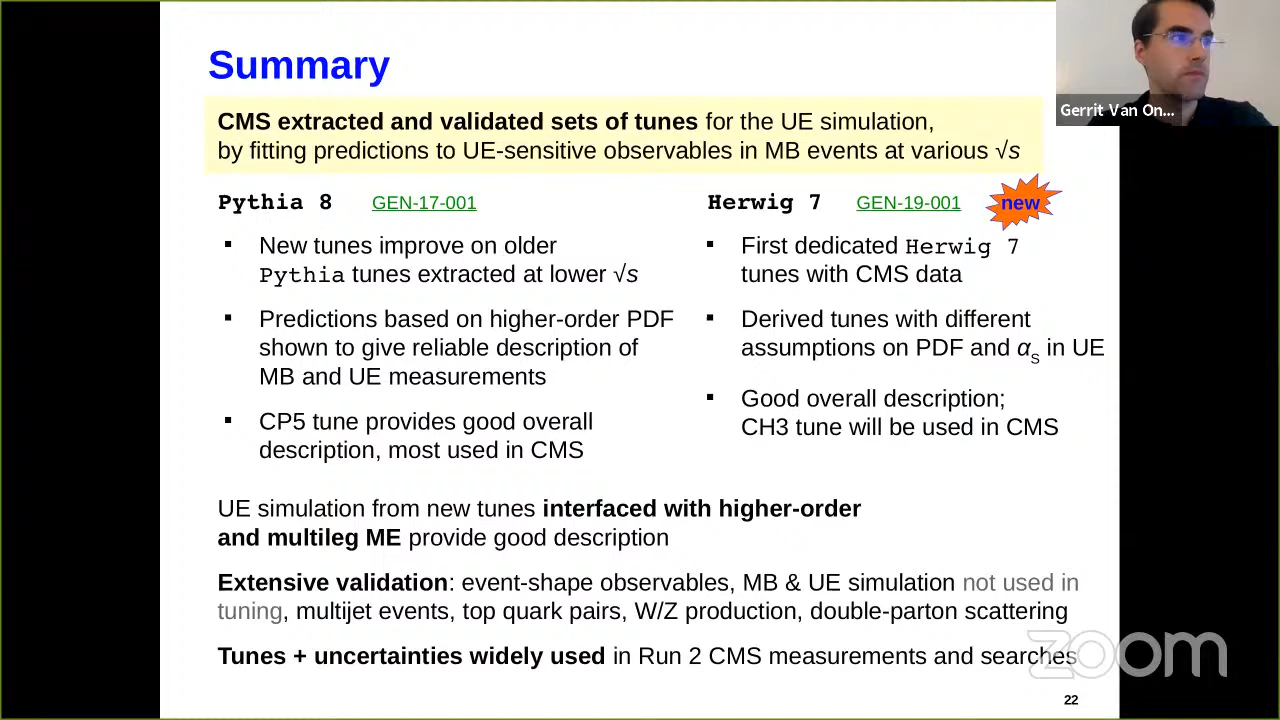 Summary
CMS extracted and validated sets of tunes for the UE simulation,
by fitting predictions to UE-sensitive observables in MB events at various √s
Pythia 8 GEN-17-001
▪ New tunes improve on older
Pythia tunes extracted at lower √s
▪ Predictions based on higher-order PDF
shown to give reliable description of
MB and UE measurements
▪ CP5 tune provides good overall
description, most used in CMS
Herwig 7 GEN-19-001 new
▪ First dedicated Herwig 7
tunes with CMS data
▪ Derived tunes with different
assumptions on PDF and αS in UE
▪ Good overall description;
CH3 tune will be used in CMS
UE simulation from new tunes interfaced with higher-order
and multileg ME provide good description
Extensive validation: event-shape observables, MB & UE simulation not used in
tuning, multijet events, top quark pairs, W/Z production, double-parton scattering
Tunes + uncertainties widely used in Run 2 CMS measurements and searches
22
Gerrit Van On...
zoom